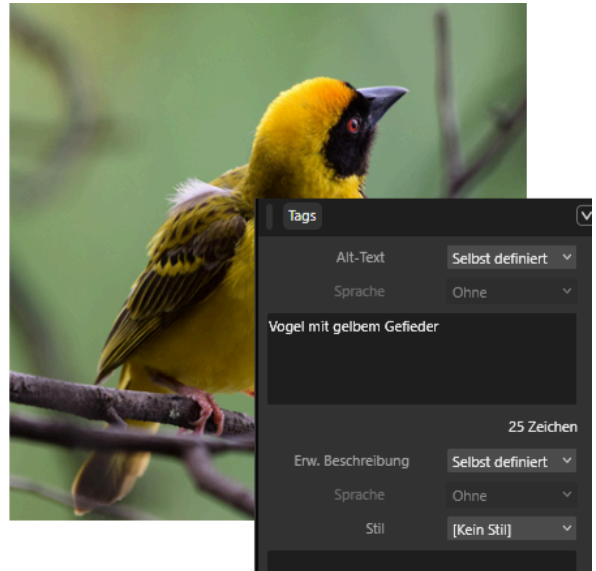 Tags
Alt-Text Selbst definiert
Sprache Ohne
Vogel mit gelbem Gefieder
25 Zeichen
Erw. Beschreibung Selbst definiert
Sprache Ohne
Stil [Kein Stil]